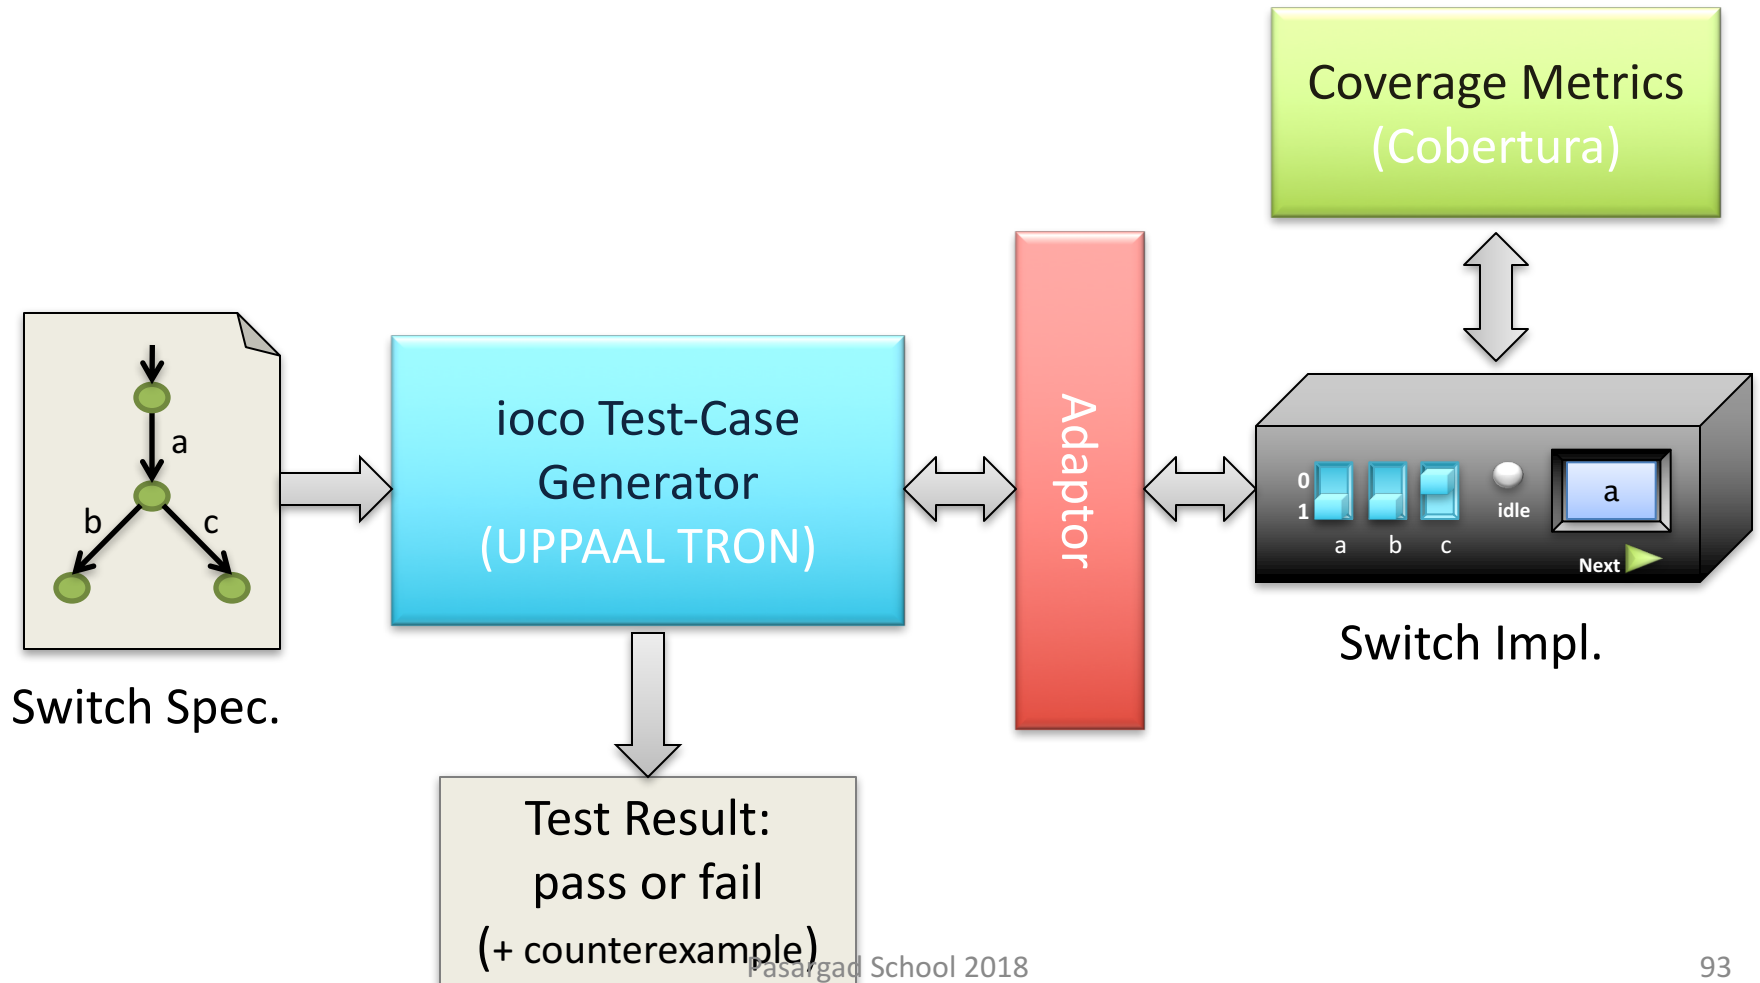 Coverage Metrics
(Cobertura)
a
b
c
Switch Spec.
ioco Test-Case
Generator
(UPPAAL TRON)
Adaptor
0
1
a
b
c
idle
a
Next
Switch Impl.
Test Result:
pass or fail
(+ counterexample)
Pasargad School 2018
93